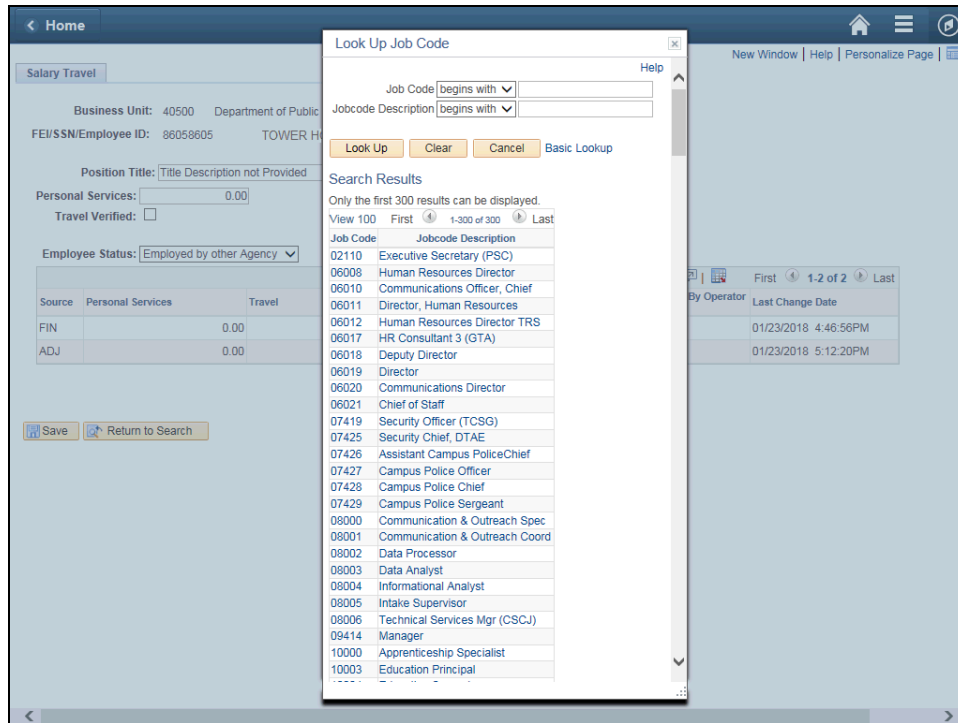 Home
New Window | Help | Personalize Page |
Salary Travel
Business Unit: 40500 Department of Public
FEI/SSN/Employee ID: 86058605 TOWER
Position Title: Title Description not Provided
Personal Services: 0.00
Travel Verified:
Employee Status: Employed by other Agency
First 1-2 of 2 Last
Source Personal Services Travel By Operator Last Change Date
FIN 0.00 01/23/2018 4:46:56PM
ADJ 0.00 01/23/2018 5:12:20PM
Save Return to Search
Look Up Job Code
Help
Job Code begins with
Jobcode Description begins with
Look Up Clear Cancel Basic Lookup
Search Results
Only the first 300 results can be displayed.
View 100 First 1-300 of 300 Last
Job Code Jobcode Description
02110 Executive Secretary (PSC)
06008 Human Resources Director
06010 Communications Officer, Chief
06011 Director, Human Resources
06012 Human Resources Director TRS
06017 HR Consultant 3 (GTA)
06018 Deputy Director
06019 Director
06020 Communications Director
06021 Chief of Staff
07419 Security Officer (TCSG)
07425 Security Chief, DTAE
07426 Assistant Campus PoliceChief
07427 Campus Police Officer
07428 Campus Police Chief
07429 Campus Police Sergeant
08000 Communication & Outreach Spec
08001 Communication & Outreach Coord
08002 Data Processor
08003 Data Analyst
08004 Informational Analyst
08005 Intake Supervisor
08006 Technical Services Mgr (CSCJ)
09414 Manager
10000 Apprenticeship Specialist
10003 Education Principal